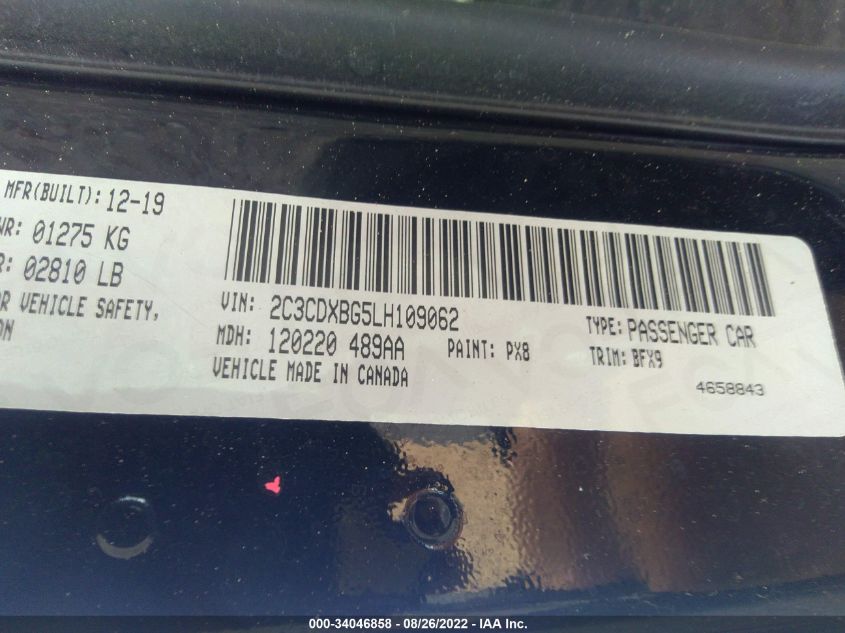 MFR(BUILT): 12-19
WR: 01275 KG
R: 02810 LB
OR VEHICLE SAFETY,
ON
VIN: 2C3CDXBG5LH109062
TYPE: PASSENGER CAR
MDH: 120220 489AA
PAINT: PX8
TRIM: BFX9
VEHICLE MADE IN CANADA
4658843
000-34046858 - 08/26/2022 - IAA Inc.